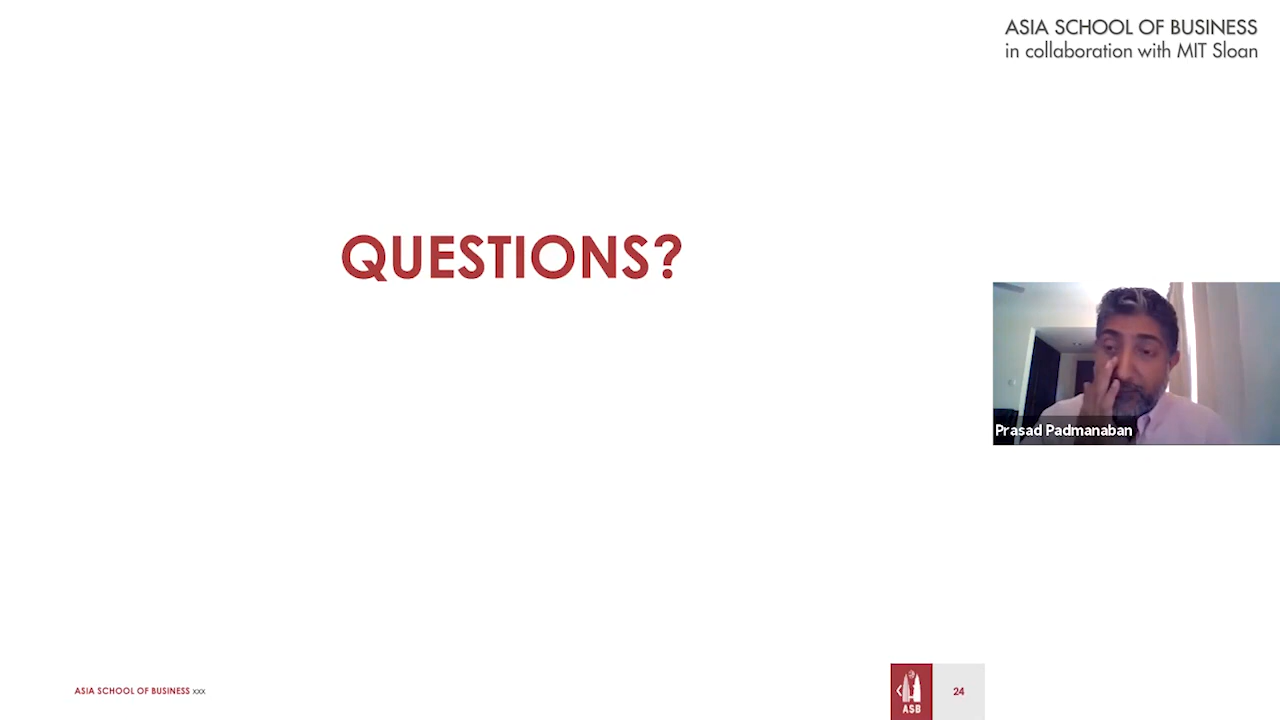 ASIA SCHOOL OF BUSINESS
in collaboration with MIT Sloan
QUESTIONS?
Prasad Padmanaban
ASIA SCHOOL OF BUSINESS xxx
ASB
24